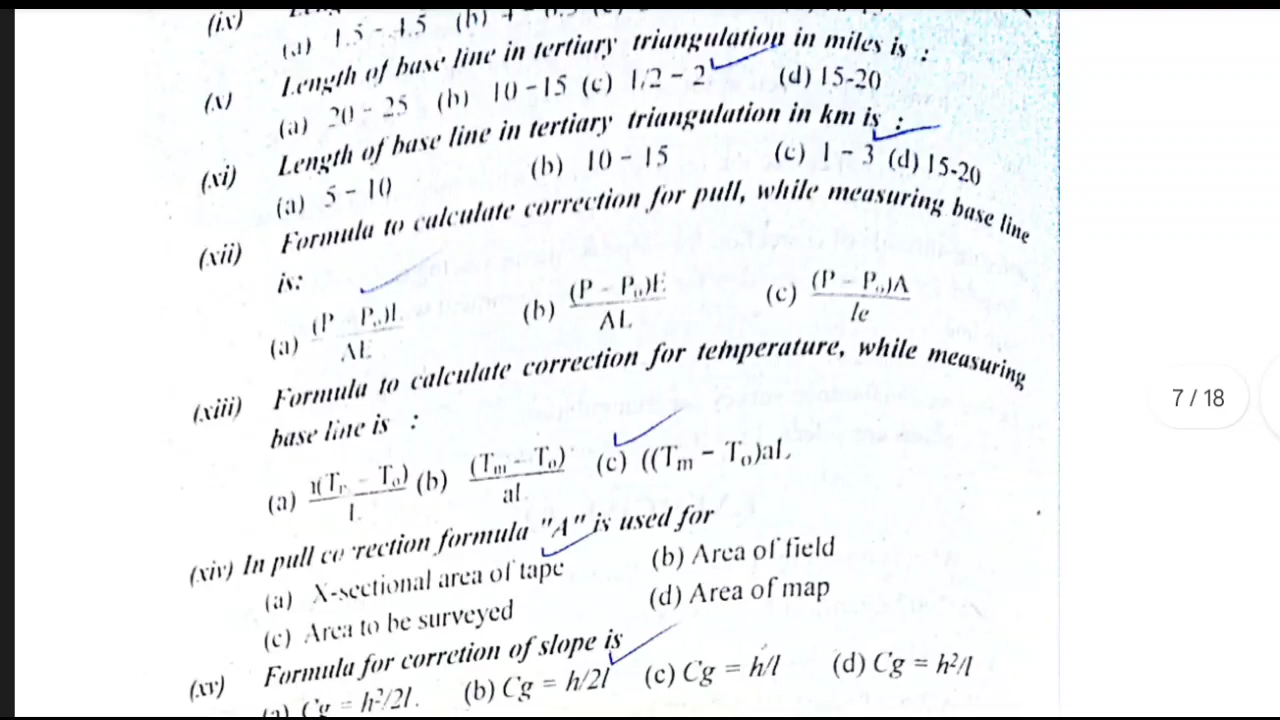 (ix)
(a) 1.5 - 4.5 (b)
(x) Length of base line in tertiary triangulation in miles is :
(a) 20 - 25 (b) 10 - 15 (c) 1/2 - 2 (d) 15-20
(xi) Length of base line in tertiary triangulation in km is :
(a) 5 - 10 (b) 10 - 15 (c) 1 - 3 (d) 15-20
(xii) Formula to calculate correction for pull, while measuring base line
is:
(a) (P - P₀)L / AE (b) (P - P₀)E / AL (c) (P - P₀)A / le
(xiii) Formula to calculate correction for temperature, while measuring
base line is :
(a) (T - T₀) / L (b) (Tm - T₀) / aL (c) ((Tm - To)aL
(xiv) In pull co rection formula "A" is used for
(a) X-sectional area of tape (b) Area of field
(c) Area to be surveyed (d) Area of map
(xv) Formula for corretion of slope is
(a) Cg = h²/2l. (b) Cg = h/2l (c) Cg = h/l (d) Cg = h²/l
7 / 18